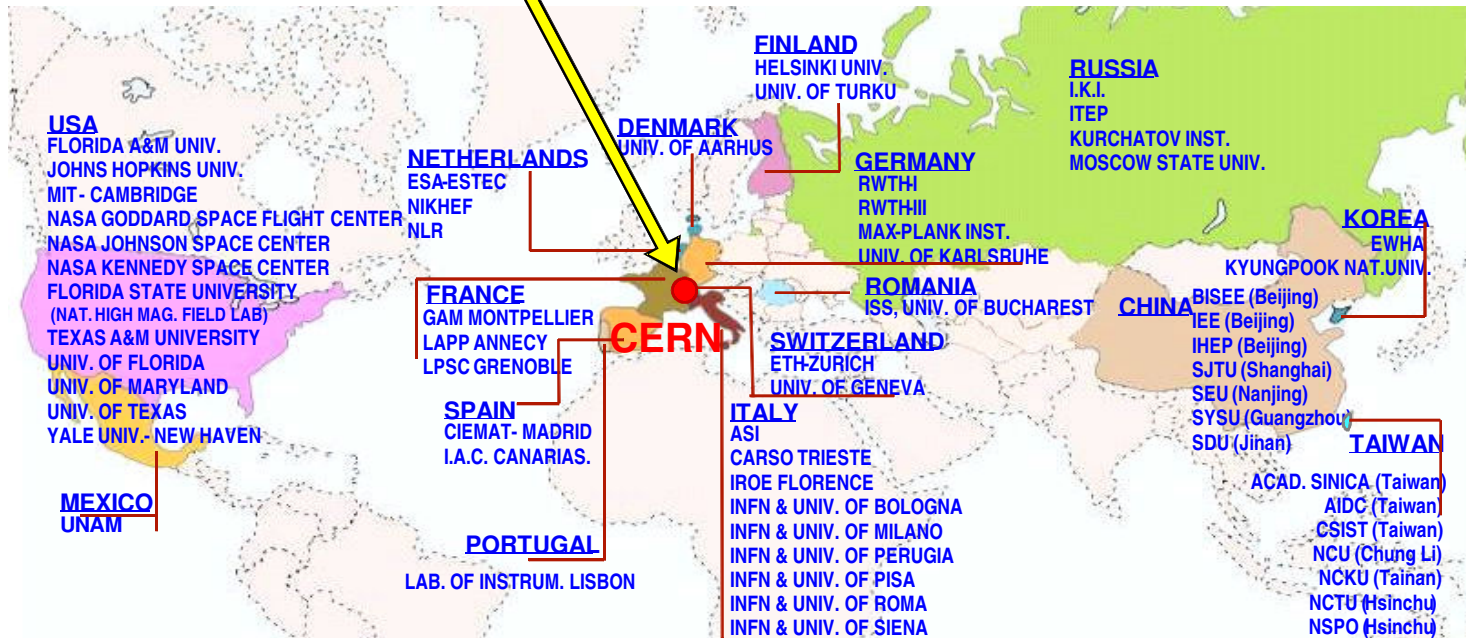 USA
FLORIDA A&M UNIV.
JOHNS HOPKINS UNIV.
MIT - CAMBRIDGE
NASA GODDARD SPACE FLIGHT CENTER
NASA JOHNSON SPACE CENTER
NASA KENNEDY SPACE CENTER
FLORIDA STATE UNIVERSITY
(NAT. HIGH MAG. FIELD LAB)
TEXAS A&M UNIVERSITY
UNIV. OF FLORIDA
UNIV. OF MARYLAND
UNIV. OF TEXAS
YALE UNIV.- NEW HAVEN
MEXICO
UNAM
NETHERLANDS
ESA-ESTEC
NIKHEF
NLR
FRANCE
GAM MONTPELLIER
LAPP ANNECY
LPSC GRENOBLE
SPAIN
CIEMAT- MADRID
I.A.C. CANARIAS.
PORTUGAL
LAB. OF INSTRUM. LISBON
CERN
DENMARK
UNIV. OF AARHUS
FINLAND
HELSINKI UNIV.
UNIV. OF TURKU
GERMANY
RWTH-I
RWTH-III
MAX-PLANK INST.
UNIV. OF KARLSRUHE
ROMANIA
ISS, UNIV. OF BUCHAREST
SWITZERLAND
ETH-ZURICH
UNIV. OF GENEVA
ITALY
ASI
CARSO TRIESTE
IROE FLORENCE
INFN & UNIV. OF BOLOGNA
INFN & UNIV. OF MILANO
INFN & UNIV. OF PERUGIA
INFN & UNIV. OF PISA
INFN & UNIV. OF ROMA
INFN & UNIV. OF SIENA
RUSSIA
I.K.I.
ITEP
KURCHATOV INST.
MOSCOW STATE UNIV.
KOREA
EWHA
KYUNGPOOK NAT.UNIV.
CHINA
BISEE (Beijing)
IEE (Beijing)
IHEP (Beijing)
SJTU (Shanghai)
SEU (Nanjing)
SYSU (Guangzhou)
SDU (Jinan)
TAIWAN
ACAD. SINICA (Taiwan)
AIDC (Taiwan)
CSIST (Taiwan)
NCU (Chung Li)
NCKU (Tainan)
NCTU (Hsinchu)
NSPO (Hsinchu)